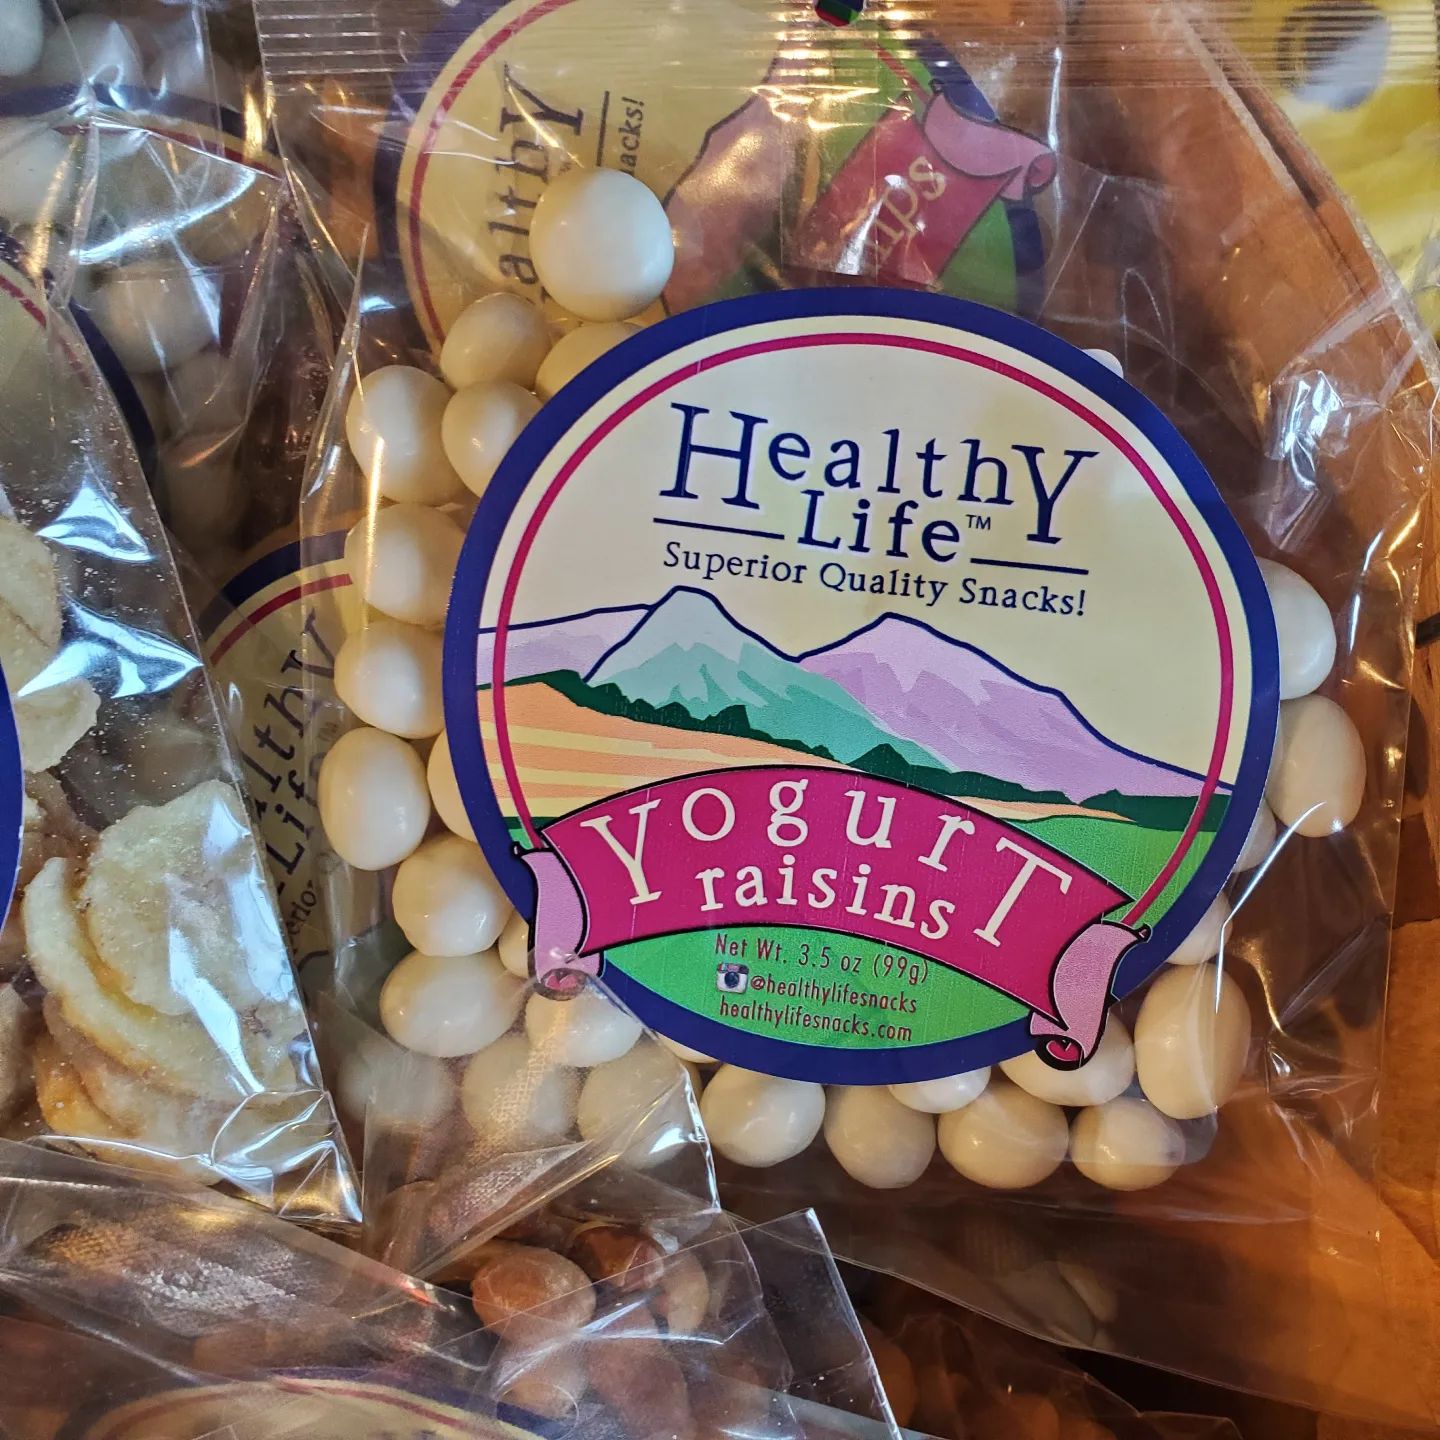 HealthY
Life™
Superior Quality Snacks!
YogurT
raisins
Net Wt. 3.5 oz (99g)
@healthylifesnacks
healthylifesnacks.com